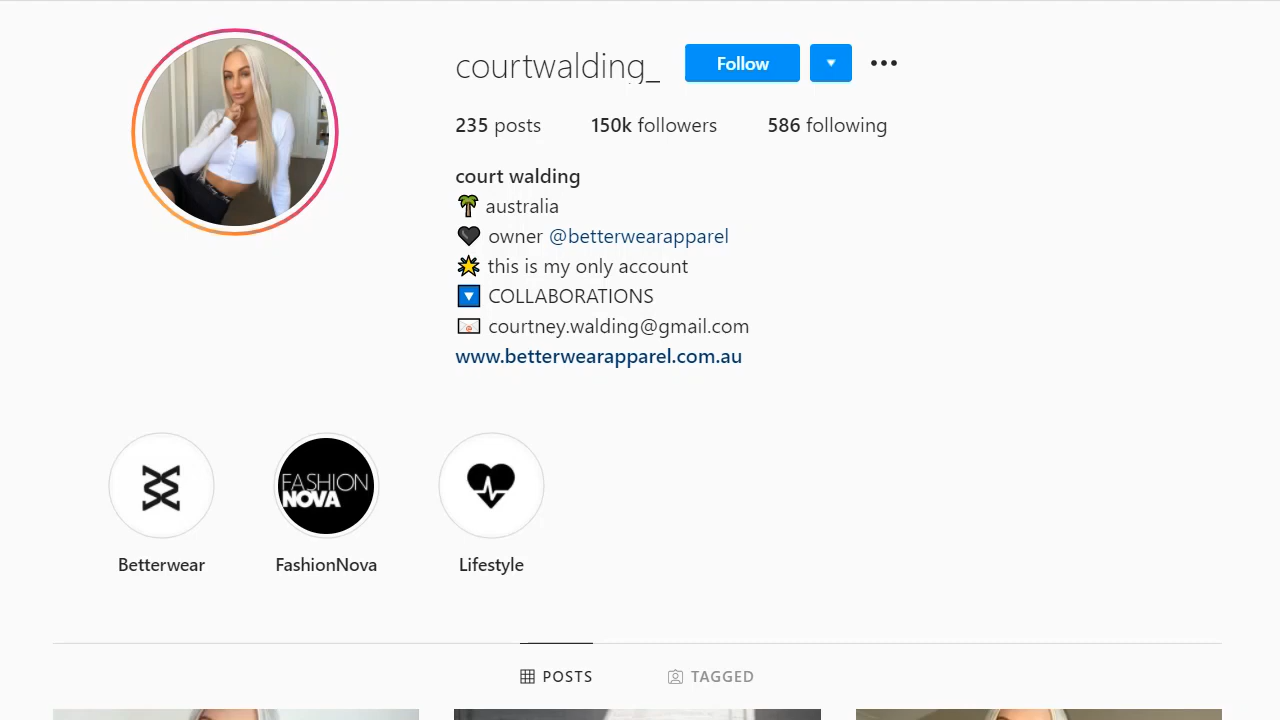 courtwalding_ Follow
235 posts 150k followers 586 following
court walding
australia
owner @betterwearapparel
this is my only account
COLLABORATIONS
courtney.walding@gmail.com
www.betterwearapparel.com.au
FASHION
NOVA
Betterwear FashionNova Lifestyle
POSTS TAGGED